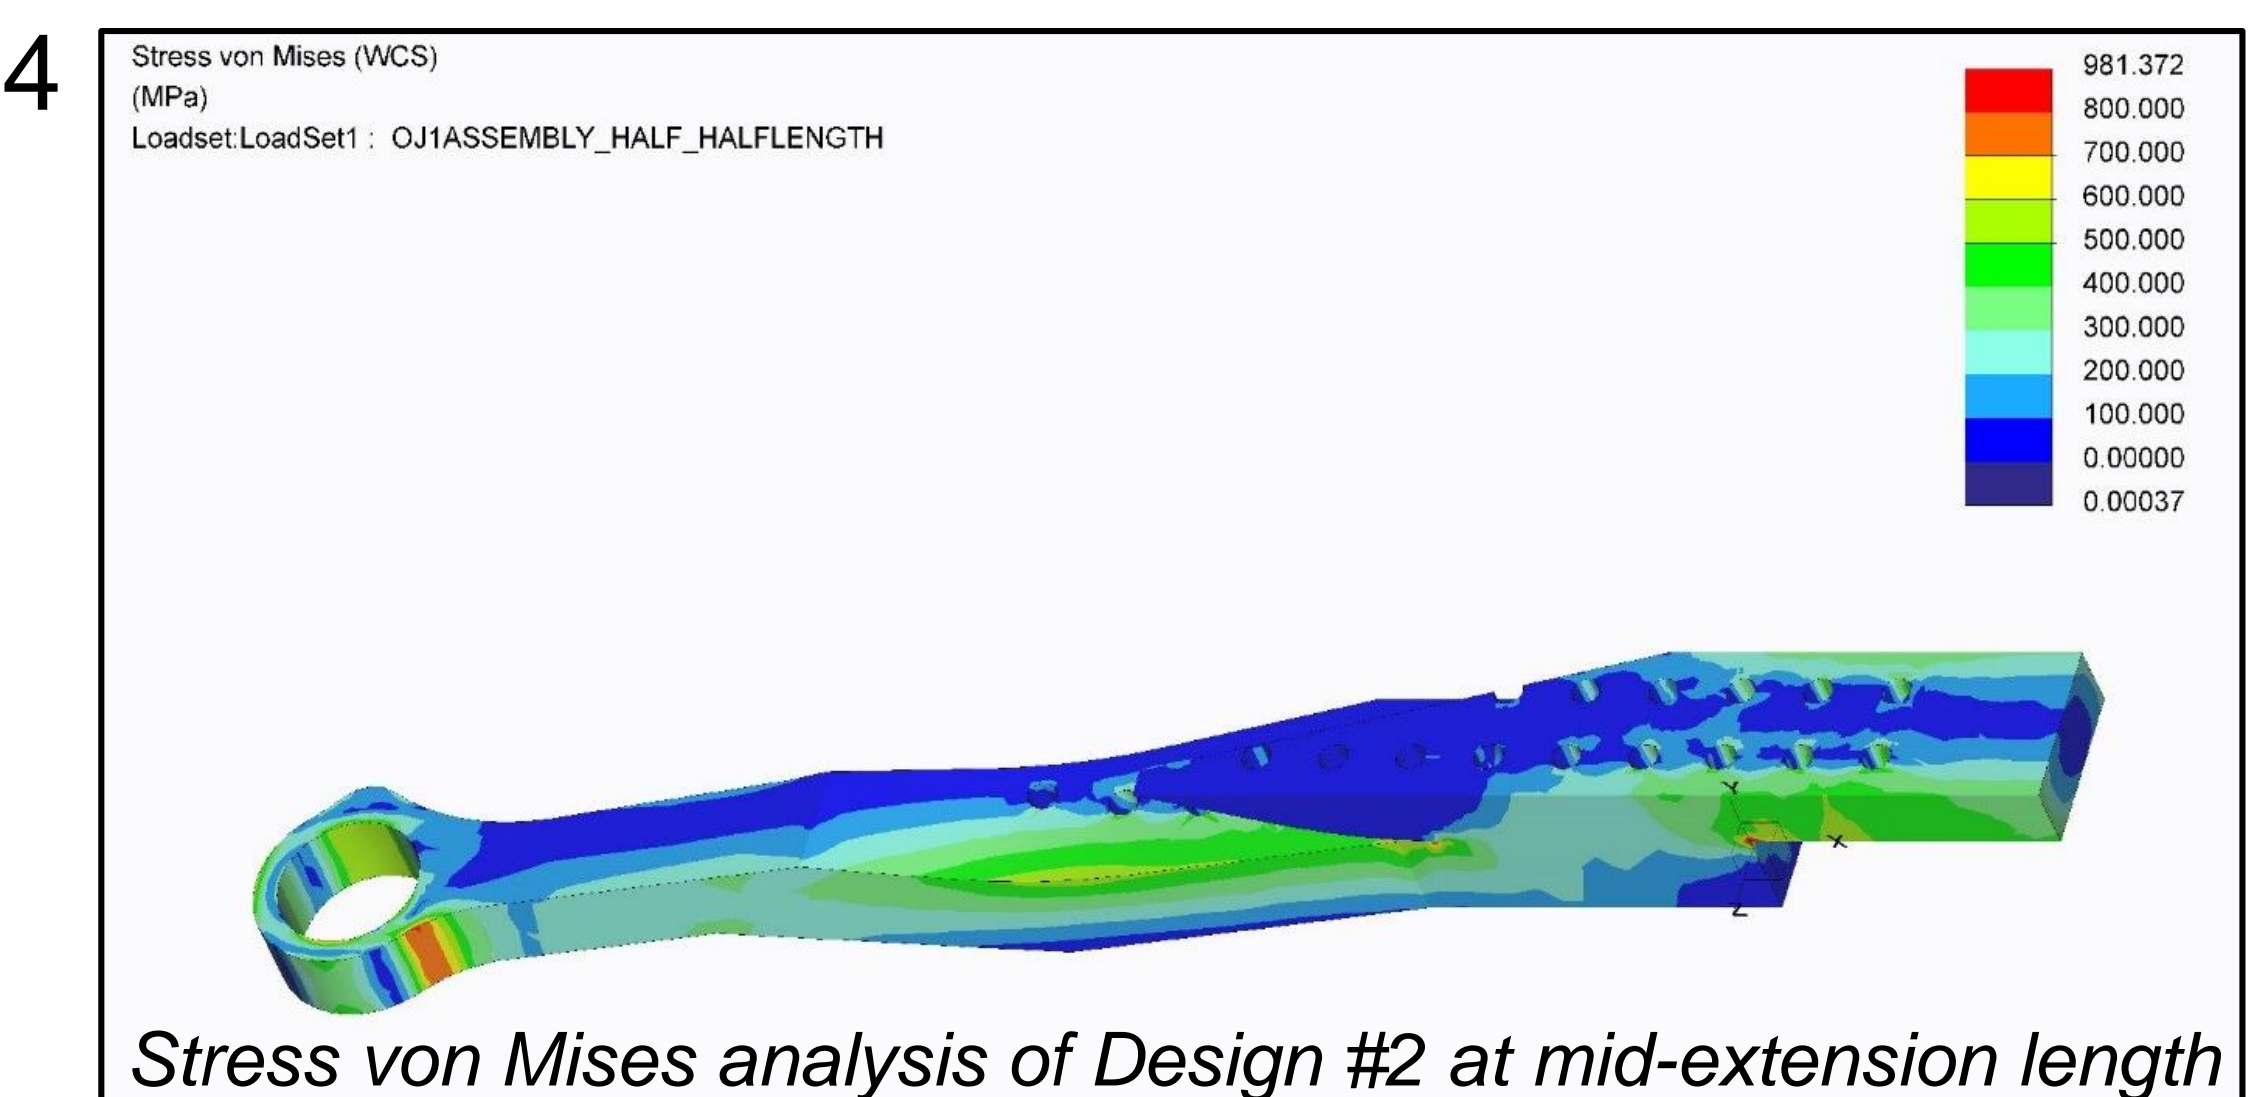 4
Stress von Mises (WCS)
(MPa)
Loadset:LoadSet1 : OJ1ASSEMBLY_HALF_HALFLENGTH
981.372
800.000
700.000
600.000
500.000
400.000
300.000
200.000
100.000
0.00000
0.00037
Y
X
Z
Stress von Mises analysis of Design #2 at mid-extension length